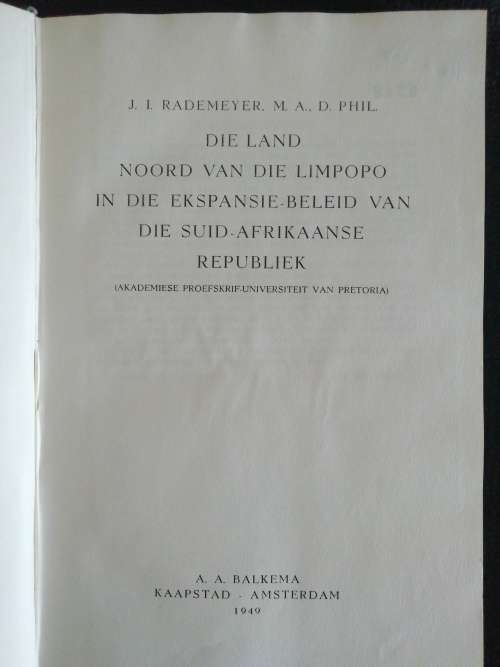 J. I. RADEMEYER, M. A., D. PHIL.
DIE LAND
NOORD VAN DIE LIMPOPO
IN DIE EKSPANSIE-BELEID VAN
DIE SUID-AFRIKAANSE
REPUBLIEK
(AKADEMIESE PROEFSKRIF-UNIVERSITEIT VAN PRETORIA)
A. A. BALKEMA
KAAPSTAD - AMSTERDAM
1949